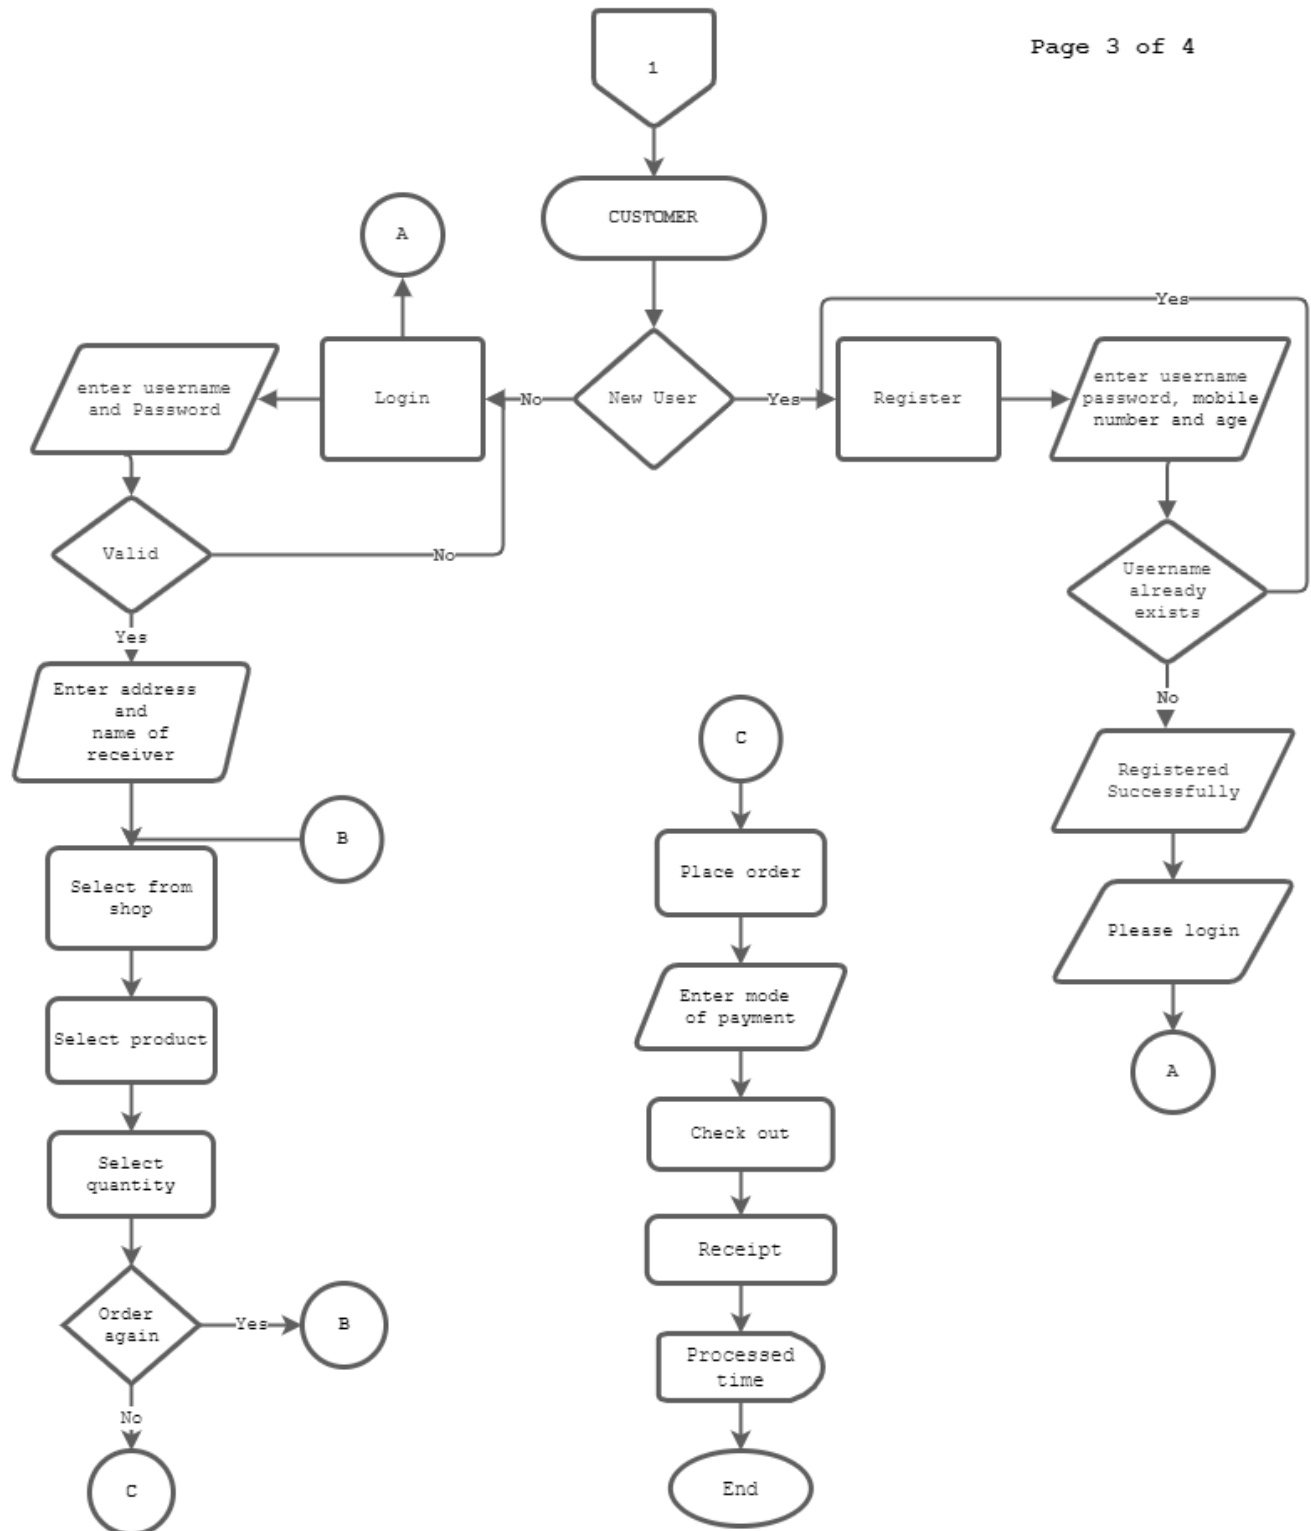 Page 3 of 4
1
CUSTOMER
A
Yes
enter username
and Password
Login
No
New User
Yes
Register
enter username
password, mobile
number and age
Valid
No
Username
already
exists
Yes
Enter address
and
name of
receiver
No
C
Registered
Successfully
B
Place order
Select from
shop
Please login
Enter mode
of payment
Select product
A
Check out
Select
quantity
Receipt
Order
again
Yes
B
Processed
time
No
C
End